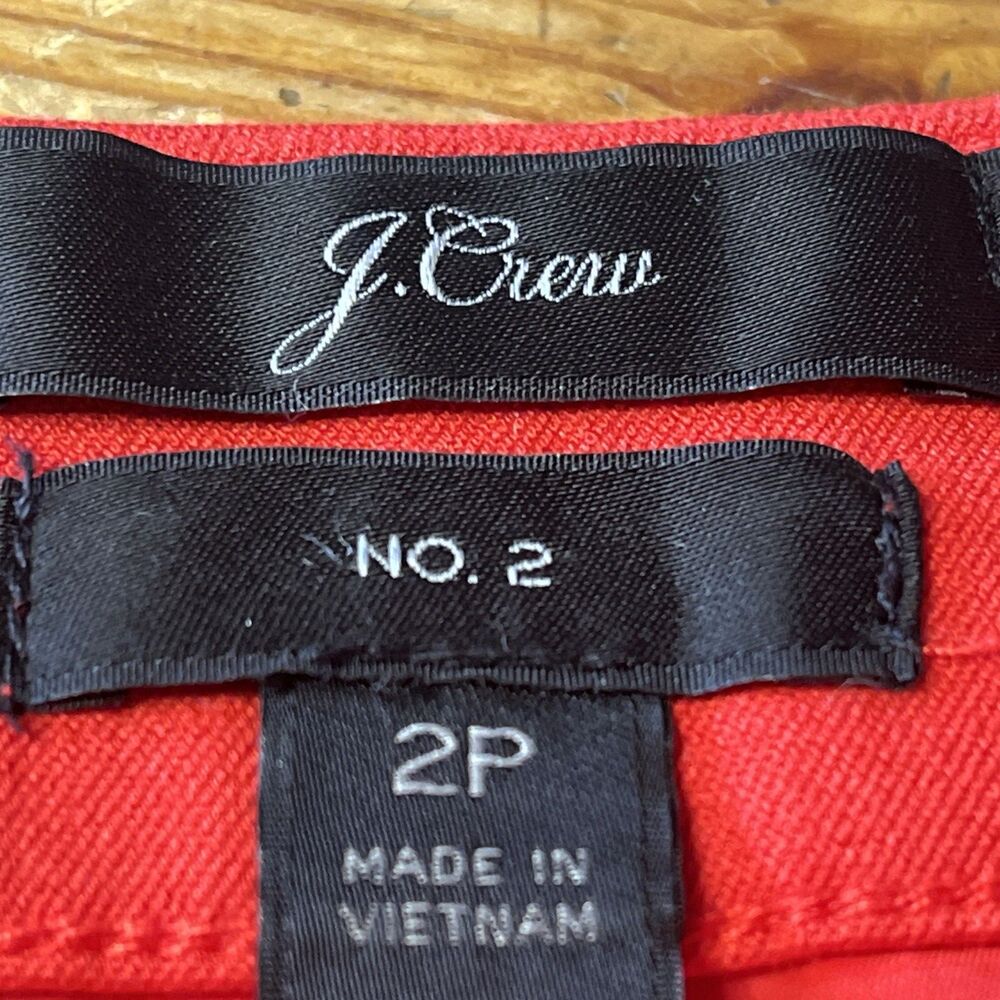 J.Crew
NO. 2
2P
MADE IN
VIETNAM